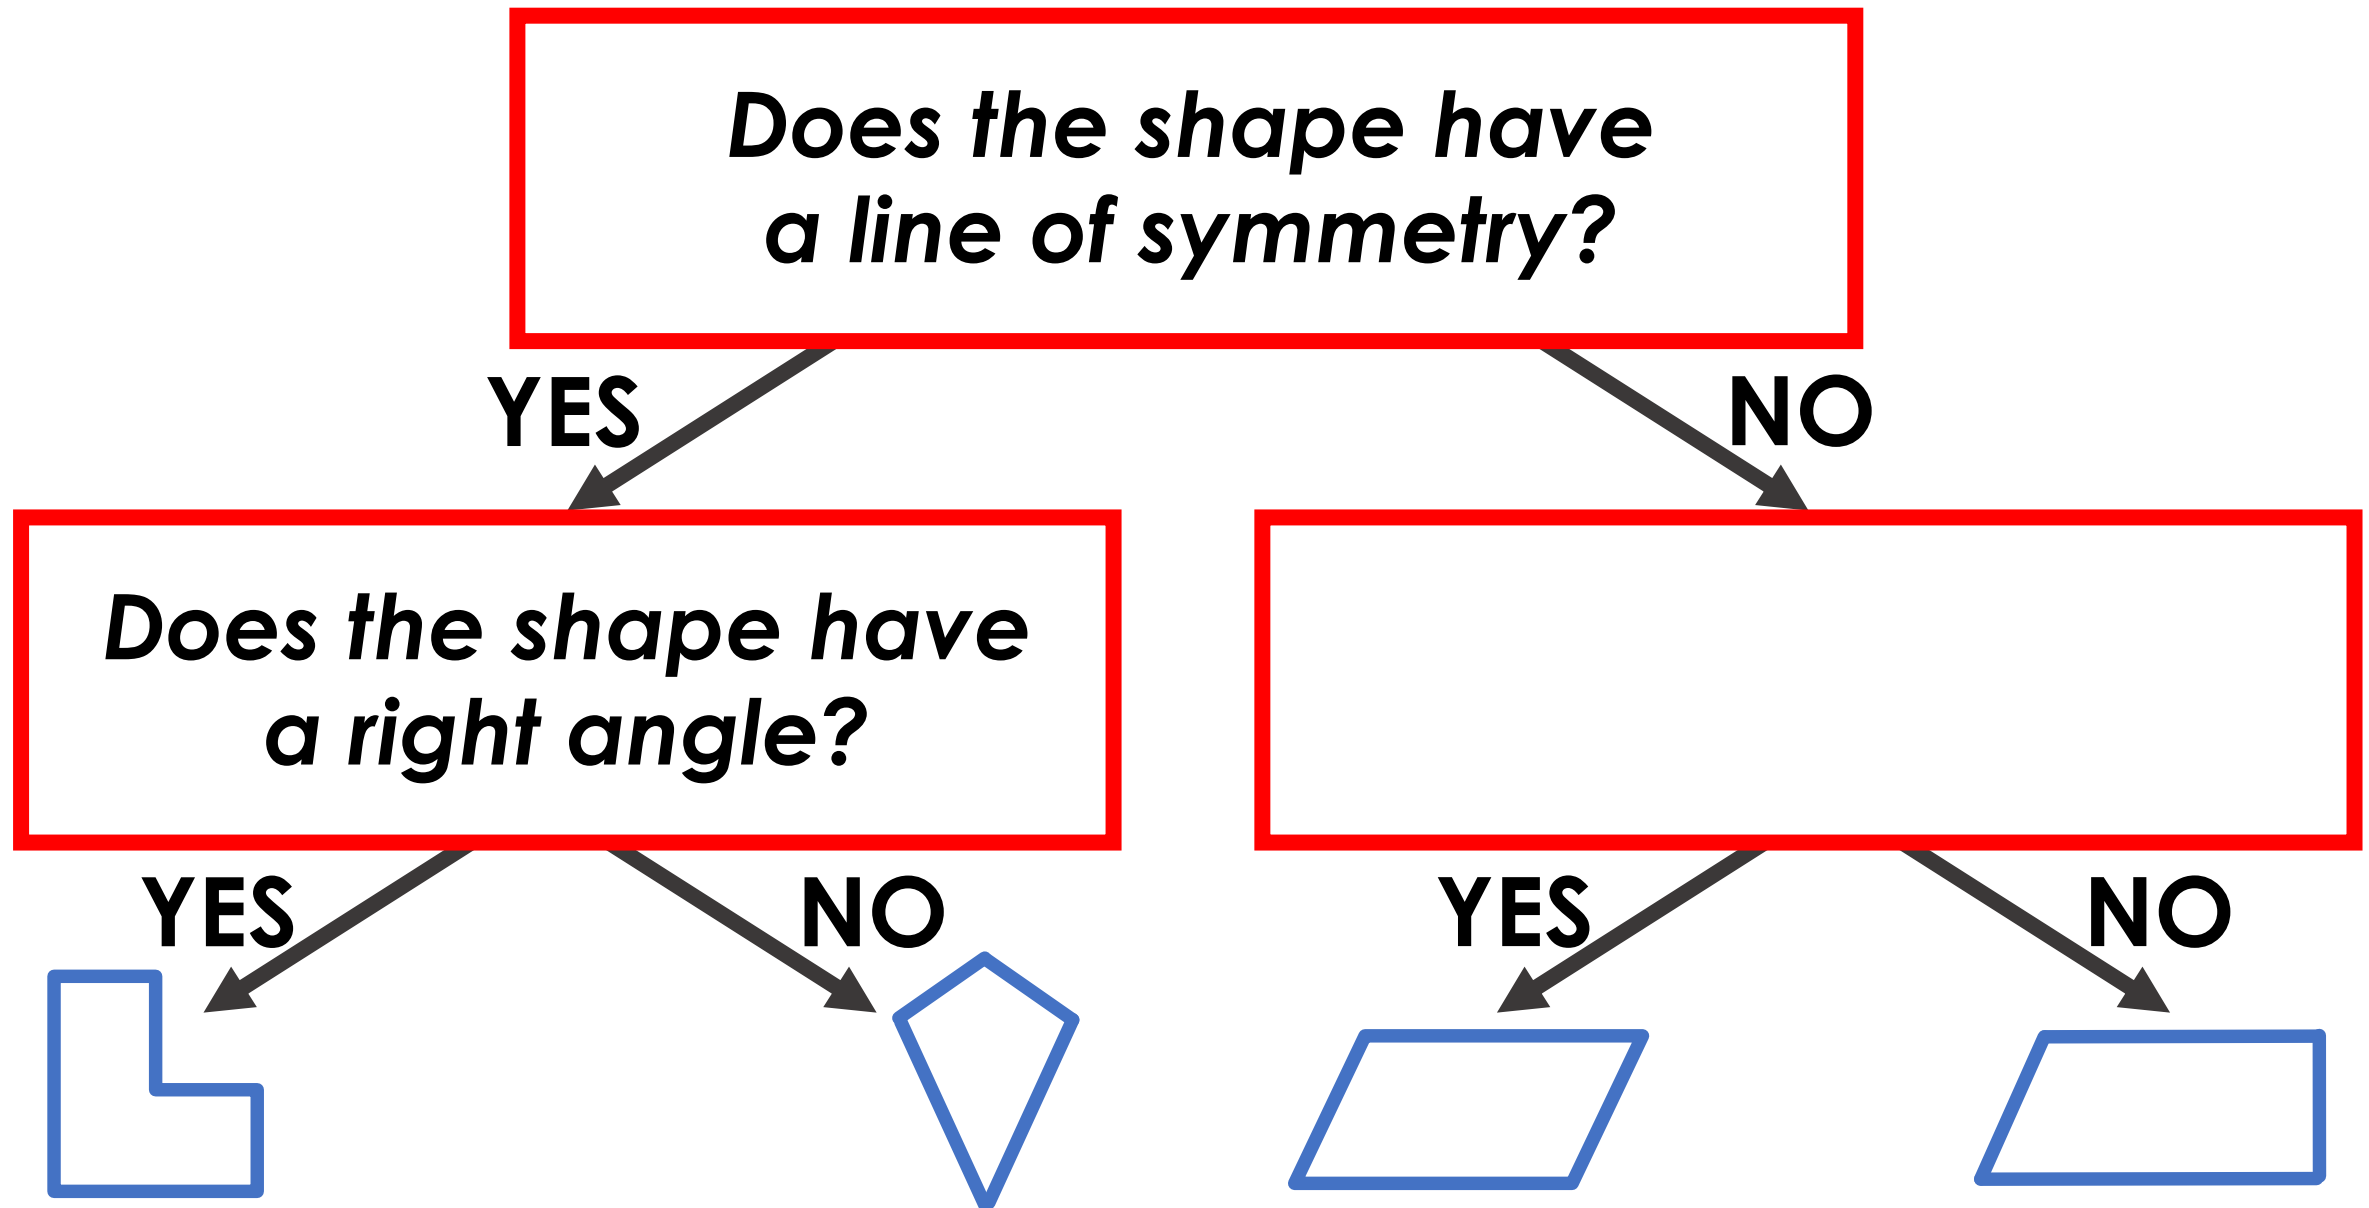 Does the shape have
a line of symmetry?
YES
NO
Does the shape have
a right angle?
YES
NO
YES
NO